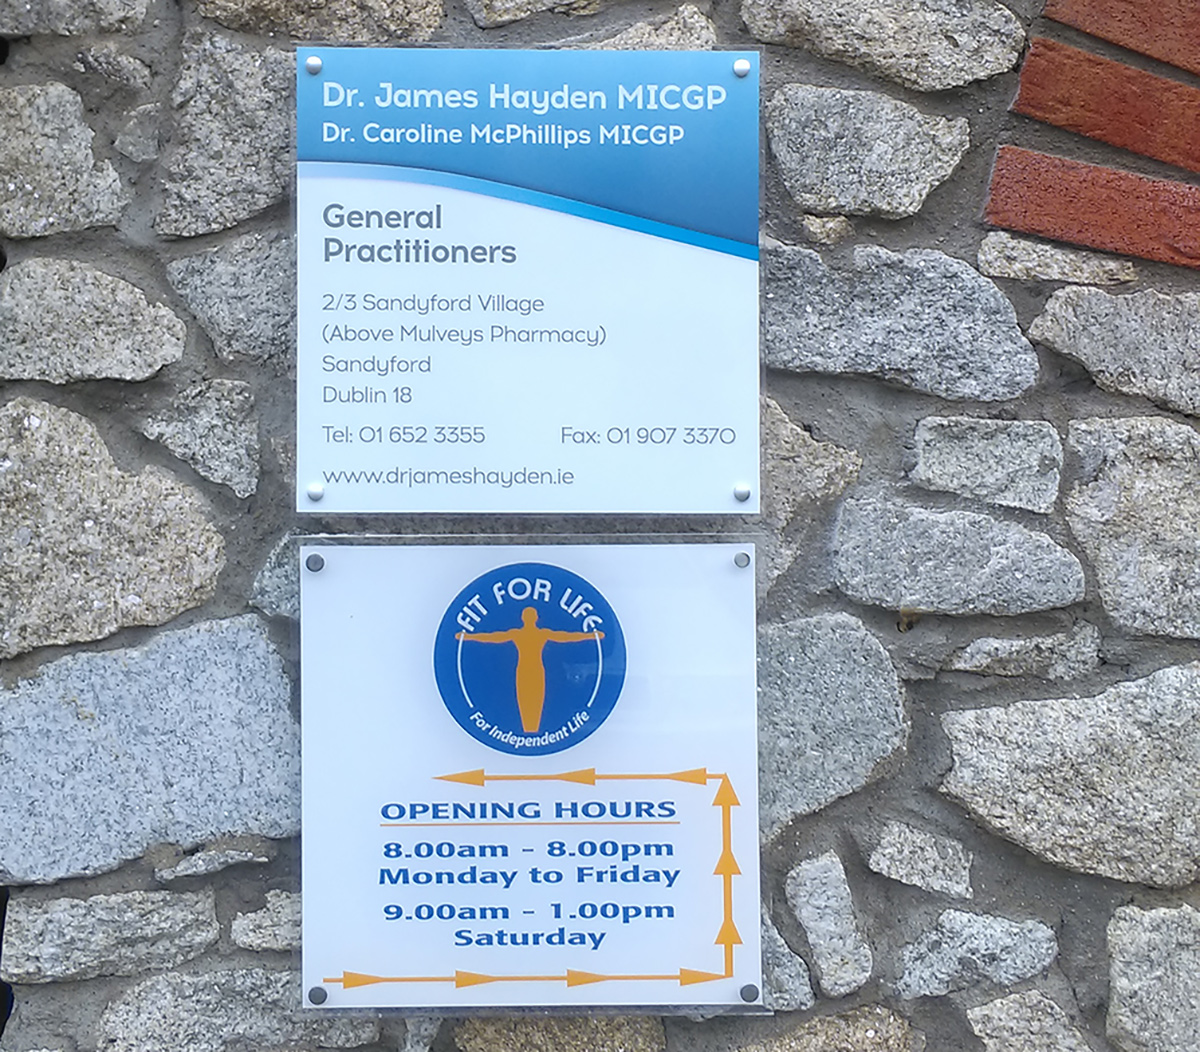 Dr. James Hayden MICGP
Dr. Caroline McPhillips MICGP
General
Practitioners
2/3 Sandyford Village
(Above Mulveys Pharmacy)
Sandyford
Dublin 18
Tel: 01 652 3355 Fax: 01 907 3370
www.drjameshayden.ie
FIT FOR LIFE
For Independent Life
OPENING HOURS
8.00am - 8.00pm
Monday to Friday
9.00am - 1.00pm
Saturday